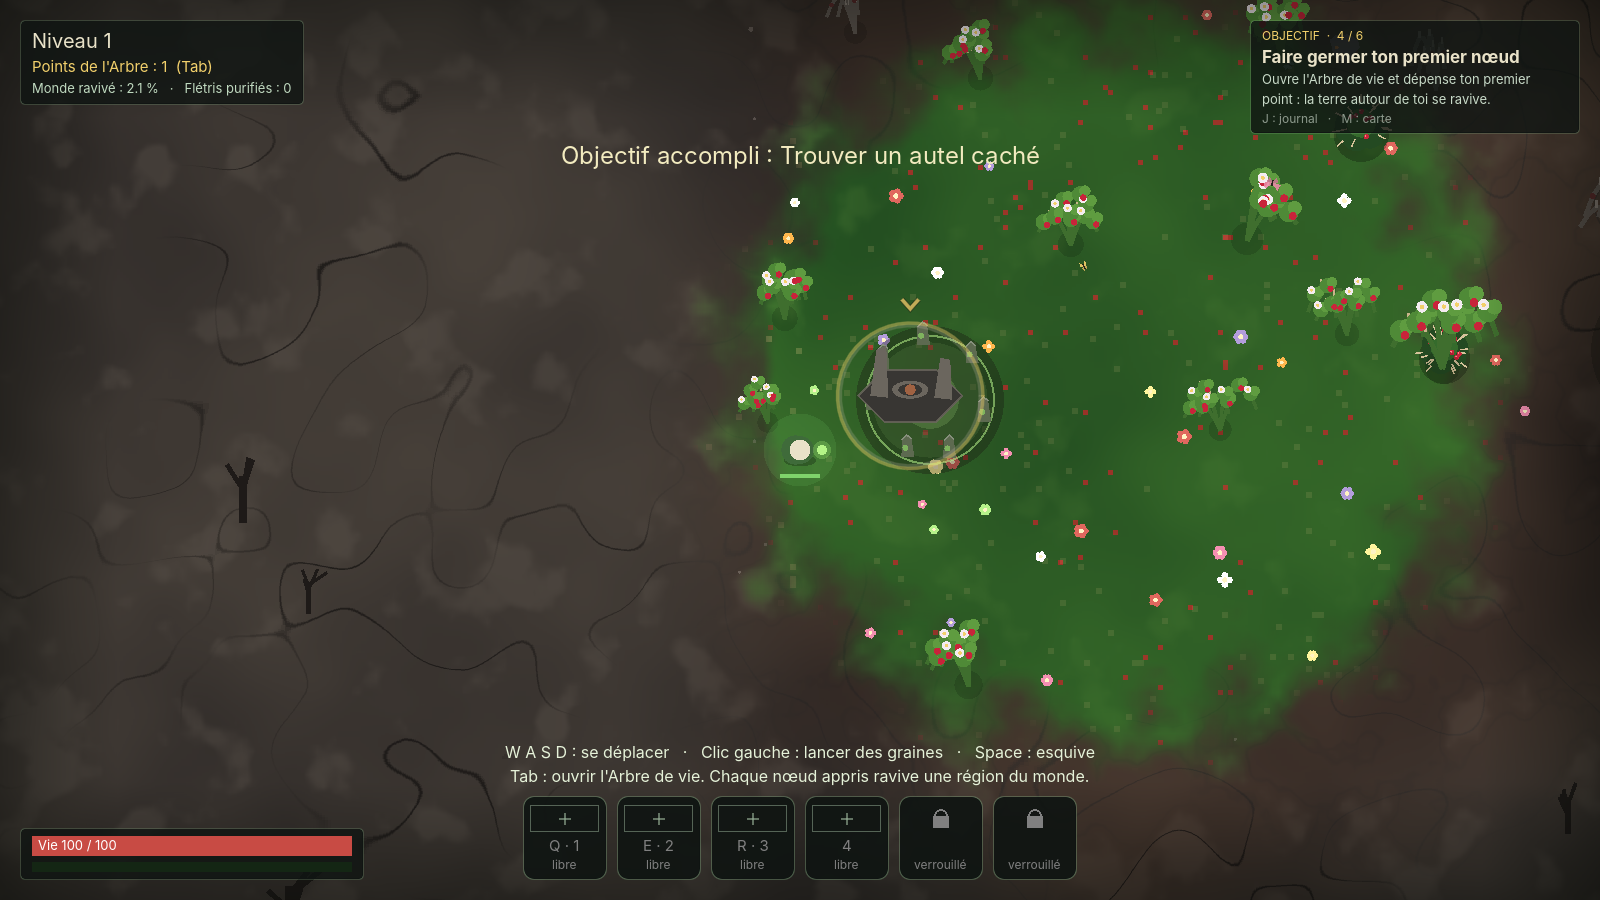 Niveau 1
Points de l'Arbre : 1  (Tab)
Monde ravivé : 2.1 %   ·   Flétris purifiés : 0
OBJECTIF  ·  4 / 6
Faire germer ton premier nœud
Ouvre l'Arbre de vie et dépense ton premier
point : la terre autour de toi se ravive.
J : journal   ·   M : carte
Objectif accompli : Trouver un autel caché
W A S D : se déplacer   ·   Clic gauche : lancer des graines   ·   Space : esquive
Tab : ouvrir l'Arbre de vie. Chaque nœud appris ravive une région du monde.
Q · 1
libre
E · 2
libre
R · 3
libre
4
libre
verrouillé
verrouillé
Vie 100 / 100